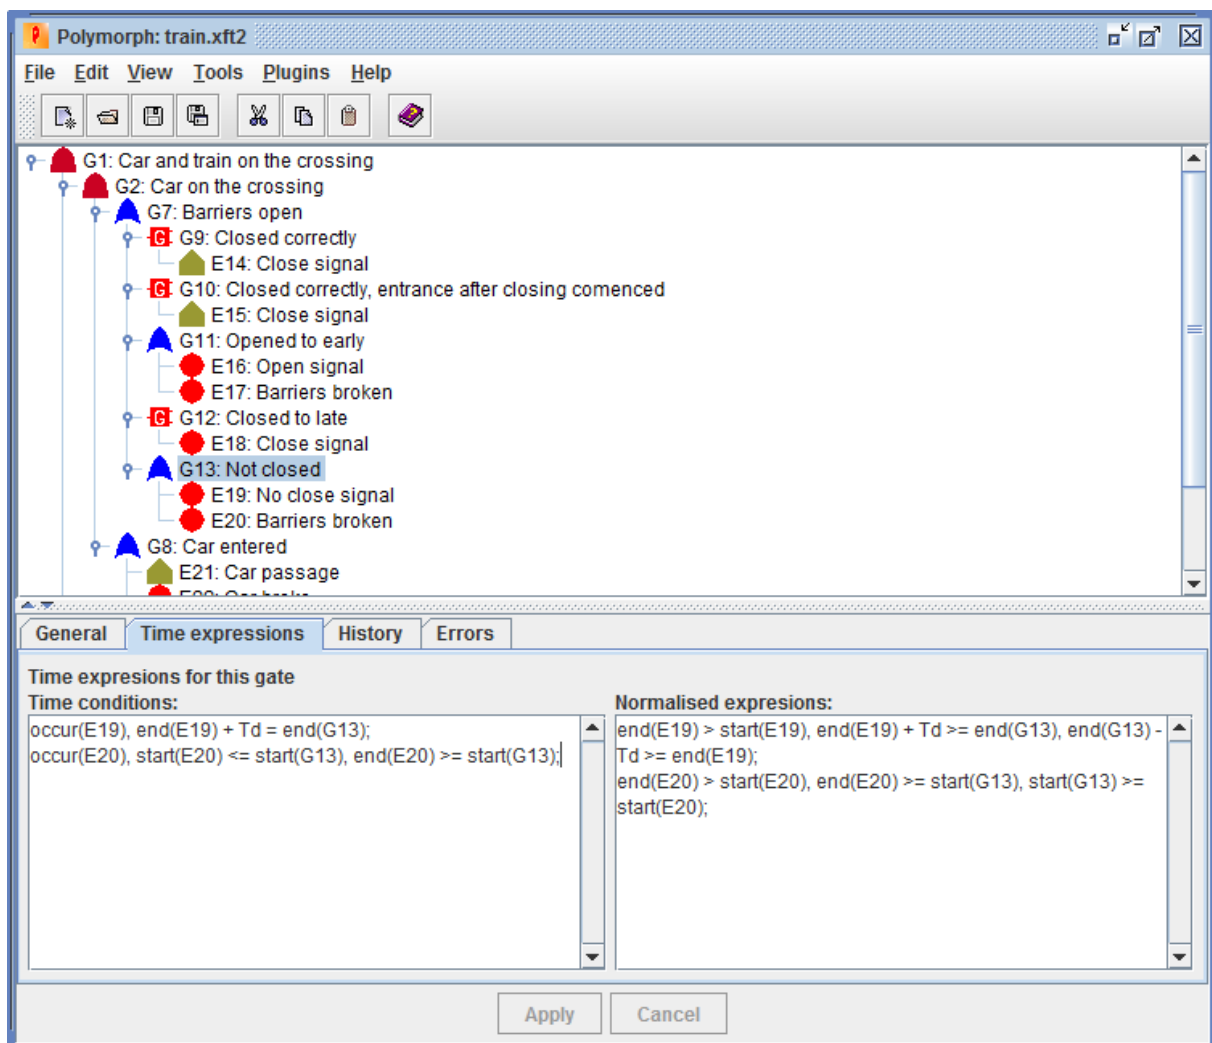 Polymorph: train.xft2
File Edit View Tools Plugins Help
G1: Car and train on the crossing
G2: Car on the crossing
G7: Barriers open
G G9: Closed correctly
E14: Close signal
G G10: Closed correctly, entrance after closing comenced
E15: Close signal
G11: Opened to early
E16: Open signal
E17: Barriers broken
G G12: Closed to late
E18: Close signal
G13: Not closed
E19: No close signal
E20: Barriers broken
G8: Car entered
E21: Car passage
General Time expressions History Errors
Time expresions for this gate
Time conditions:
occur(E19), end(E19) + Td = end(G13);
occur(E20), start(E20) <= start(G13), end(E20) >= start(G13);
Normalised expresions:
end(E19) > start(E19), end(E19) + Td >= end(G13), end(G13) -
Td >= end(E19);
end(E20) > start(E20), end(E20) >= start(G13), start(G13) >=
start(E20);
Apply Cancel